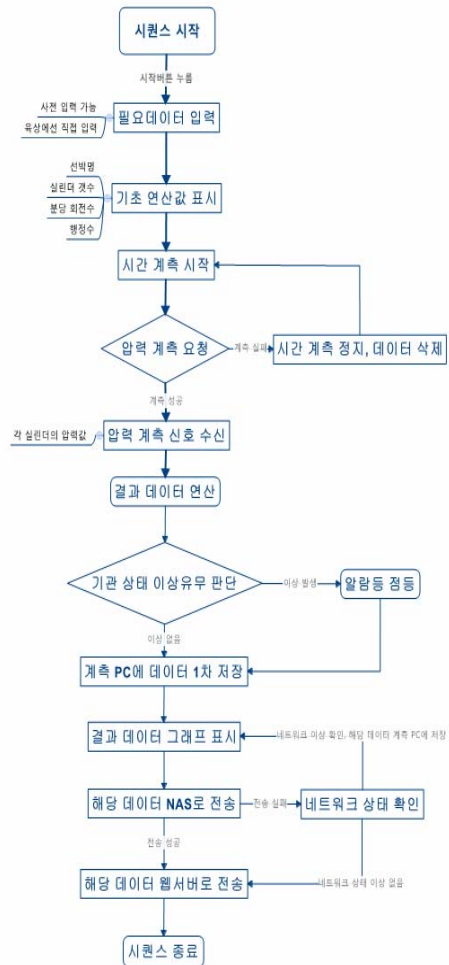 시퀀스 시작
시작버튼 누름
사전 입력 가능
육상에선 직접 입력
필요데이터 입력
선박명
실린더 갯수
분당 회전수
행정수
기초 연산값 표시
시간 계측 시작
압력 계측 요청
계측 실패
시간 계측 정지, 데이터 삭제
계측 성공
각 실린더의 압력값
압력 계측 신호 수신
결과 데이터 연산
기관 상태 이상유무 판단
이상 발생
알람등 점등
이상 없음
계측 PC에 데이터 1차 저장
결과 데이터 그래프 표시
네트워크 이상 확인, 해당 데이터 계측 PC에 저장
해당 데이터 NAS로 전송
전송 실패
네트워크 상태 확인
전송 성공
해당 데이터 웹서버로 전송
네트워크 상태 이상 없음
시퀀스 종료